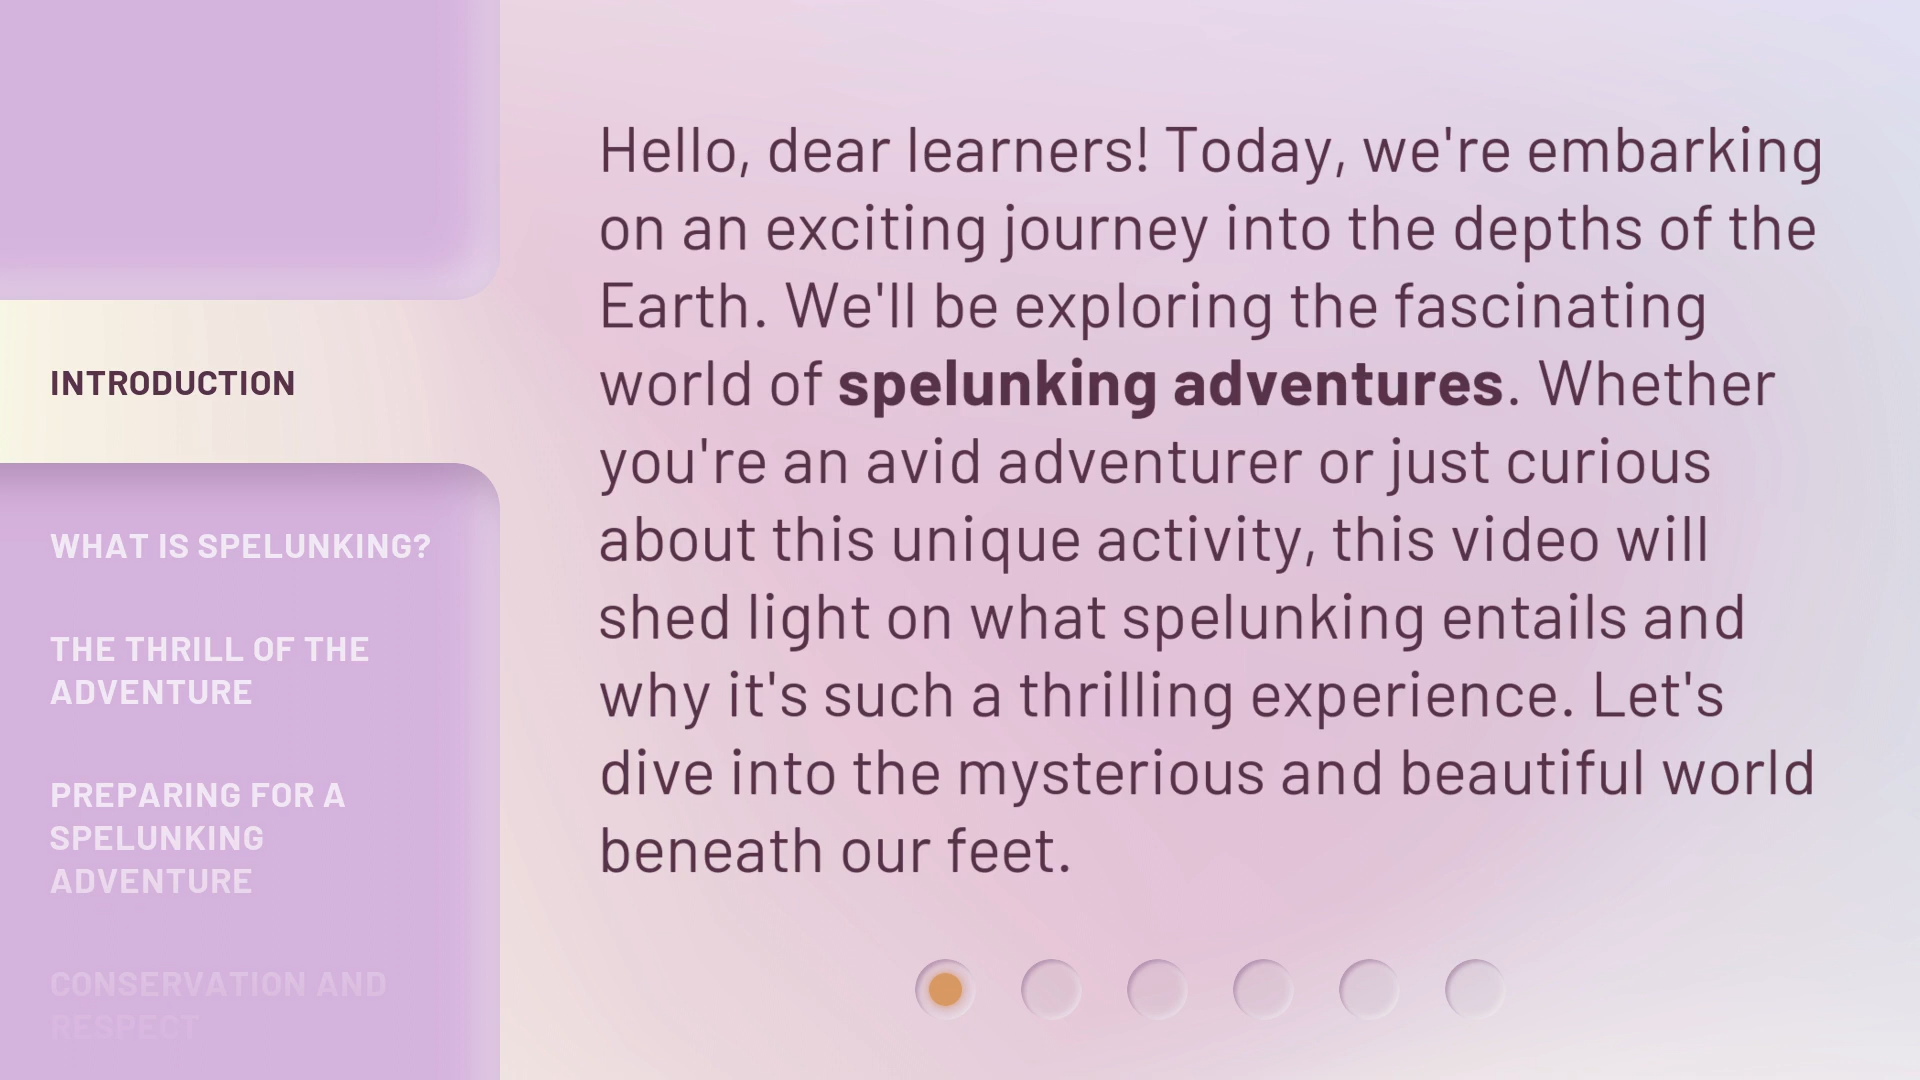 INTRODUCTION
WHAT IS SPELUNKING?
THE THRILL OF THE
ADVENTURE
PREPARING FOR A
SPELUNKING
ADVENTURE
CONSERVATION AND
RESPECT
Hello, dear learners! Today, we're embarking
on an exciting journey into the depths of the
Earth. We'll be exploring the fascinating
world of spelunking adventures. Whether
you're an avid adventurer or just curious
about this unique activity, this video will
shed light on what spelunking entails and
why it's such a thrilling experience. Let's
dive into the mysterious and beautiful world
beneath our feet.